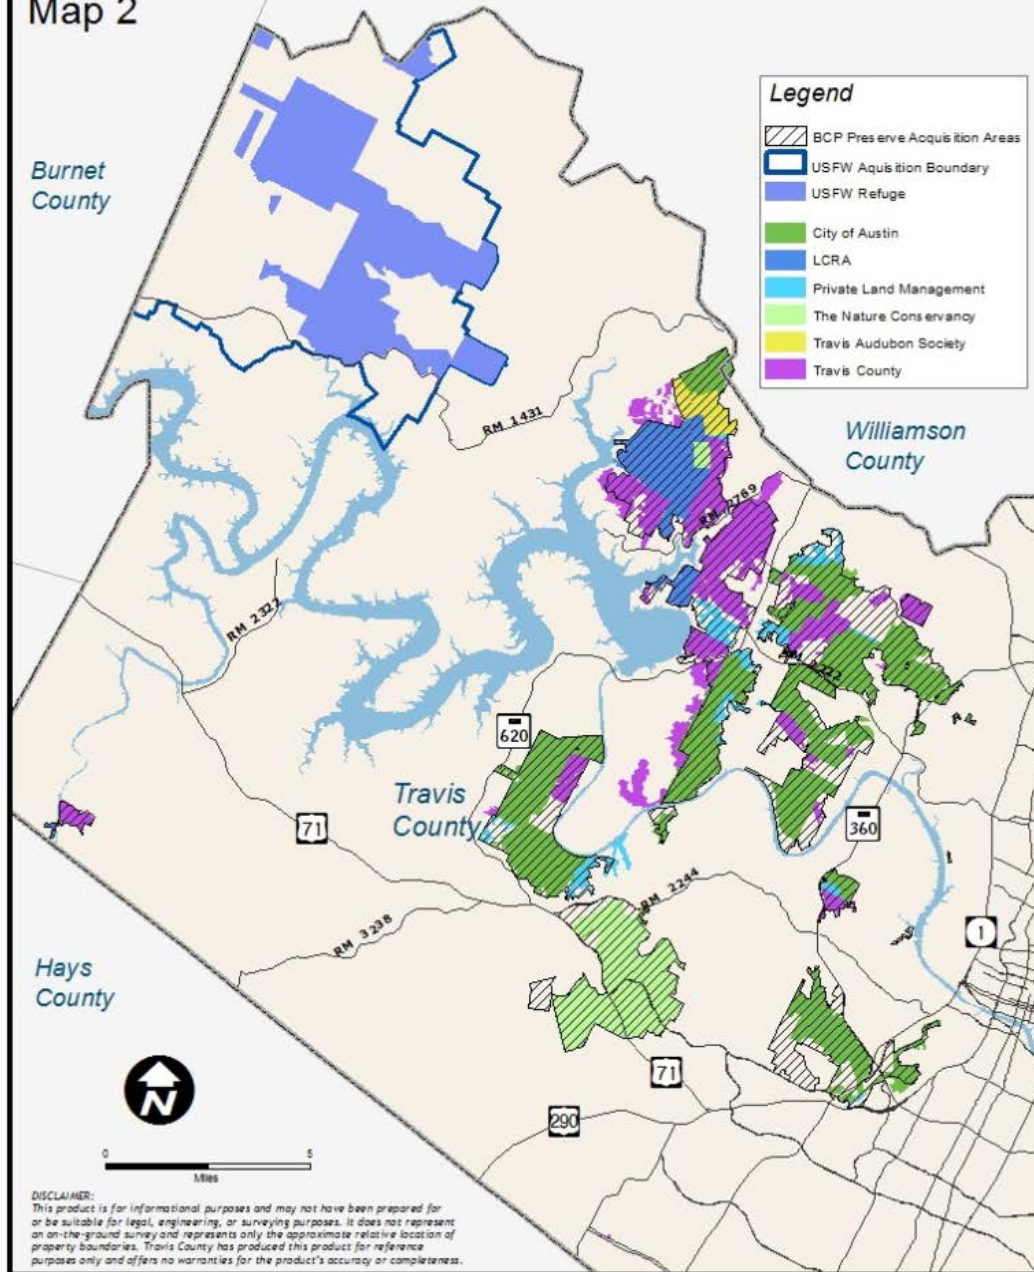 Map 2
Legend
BCP Preserve Acquisition Areas
USFW Aquisition Boundary
USFW Refuge
City of Austin
LCRA
Private Land Management
The Nature Conservancy
Travis Audubon Society
Travis County
Burnet
County
Williamson
County
RM 1431
RM 2769
RM 2322
RM 2222
620
Travis
County
71
360
RM 2244
RM 3238
1
Hays
County
71
290
N
0 5
Miles
DISCLAIMER:
This product is for informational purposes and may not have been prepared for
or be suitable for legal, engineering, or surveying purposes. It does not represent
an on-the-ground survey and represents only the approximate relative location of
property boundaries. Travis County has produced this product for reference
purposes only and offers no warranties for the product's accuracy or completeness.